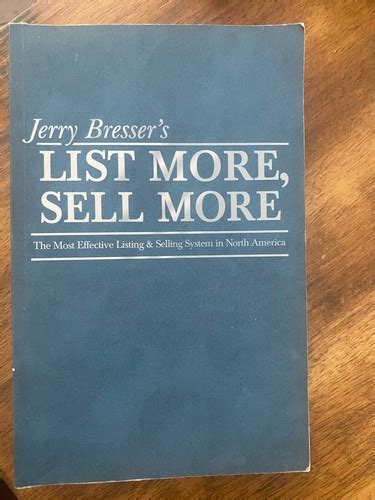 Jerry Bresser's
LIST MORE,
SELL MORE
The Most Effective Listing & Selling System in North America